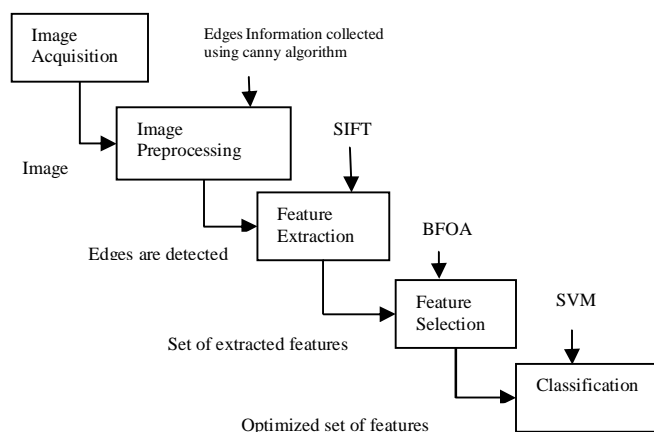 Image
Acquisition
Edges Information collected
using canny algorithm
Image
Preprocessing
SIFT
Image
Feature
Extraction
BFOA
Edges are detected
Feature
Selection
SVM
Set of extracted features
Classification
Optimized set of features